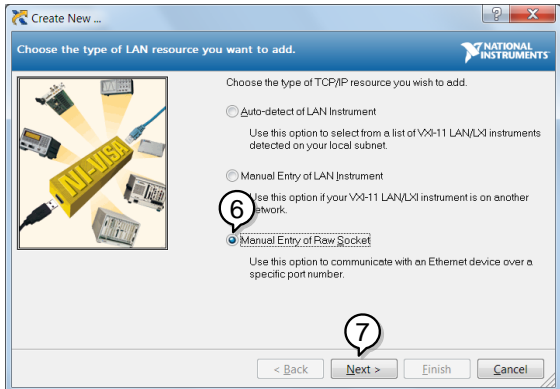 Create New ...
Choose the type of LAN resource you want to add.
NATIONAL
INSTRUMENTS
Choose the type of TCP/IP resource you wish to add.
Auto-detect of LAN Instrument
Use this option to select from a list of VXI-11 LAN/LXI instruments
detected on your local subnet.
Manual Entry of LAN Instrument
Use this option if your VXI-11 LAN/LXI instrument is on another
network.
6
Manual Entry of Raw Socket
Use this option to communicate with an Ethernet device over a
specific port number.
NI-VISA
7
< Back
Next >
Finish
Cancel